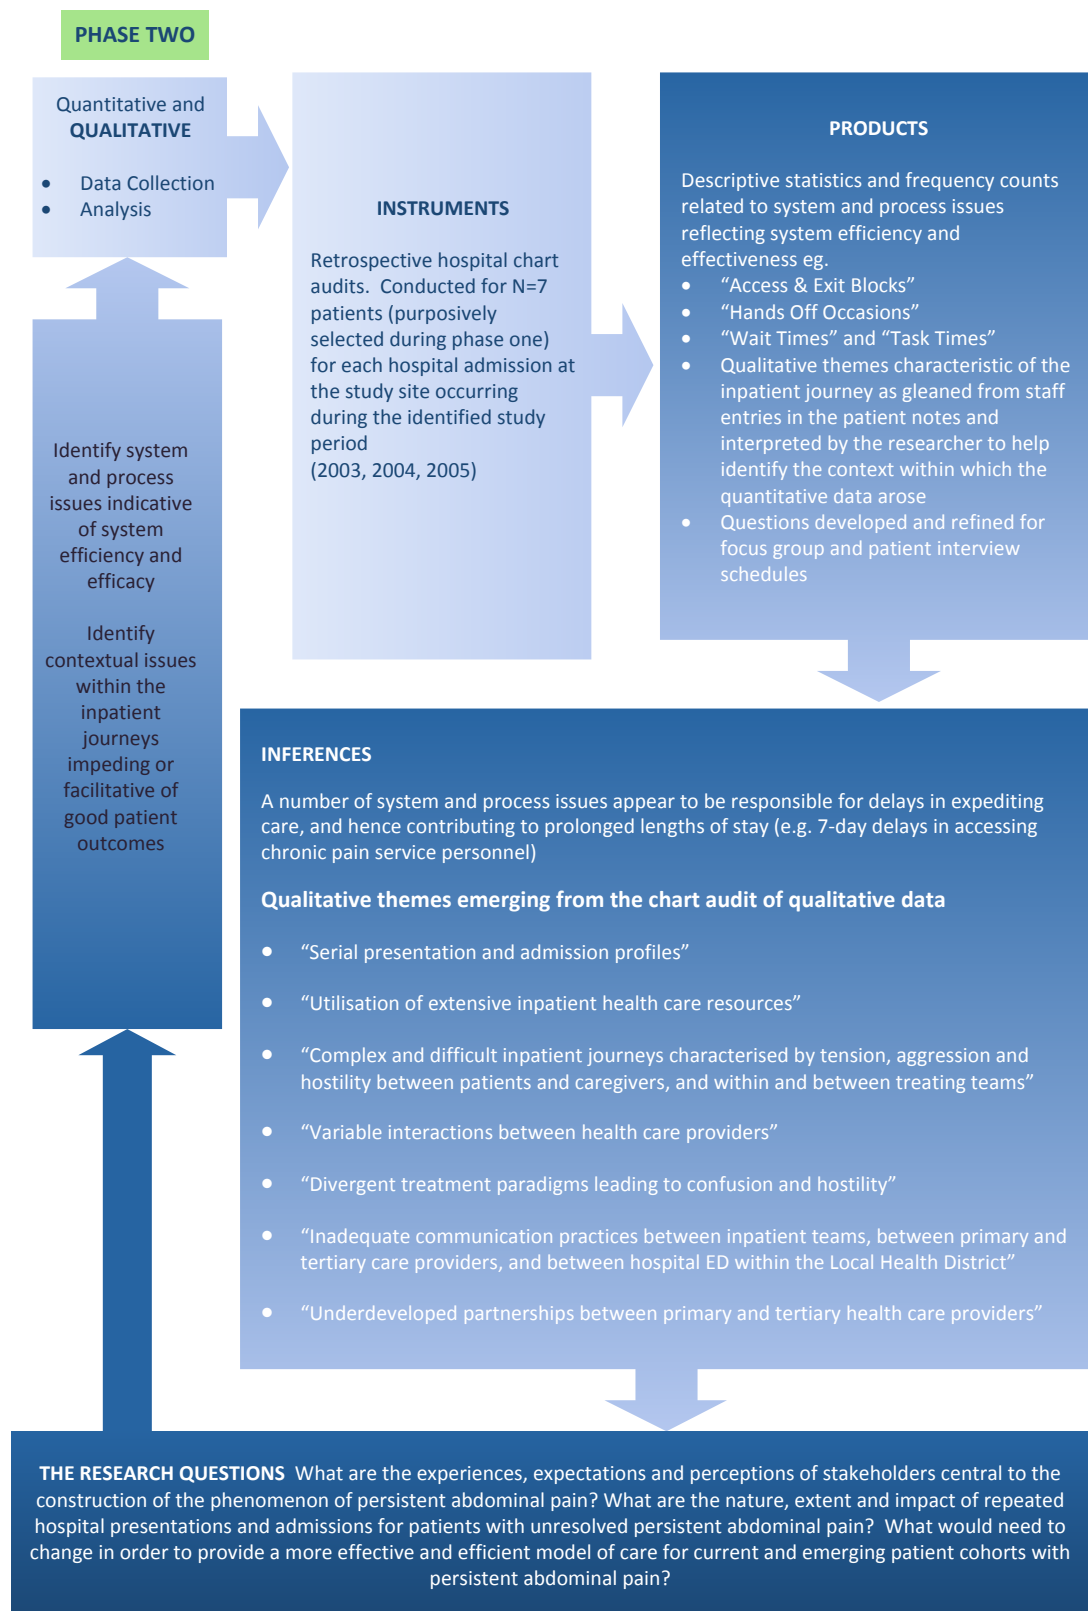 PHASE TWO
Quantitative and
QUALITATIVE
• Data Collection
• Analysis
INSTRUMENTS
Retrospective hospital chart
audits.  Conducted for N=7
patients (purposively
selected during phase one)
for each hospital admission at
the study site occurring
during the identified study
period
(2003, 2004, 2005)
PRODUCTS
Descriptive statistics and frequency counts
related to system and process issues
reflecting system efficiency and
effectiveness eg.
• “Access & Exit Blocks”
• “Hands Off Occasions”
• “Wait Times” and “Task Times”
• Qualitative themes characteristic of the
inpatient journey as gleaned from staff
entries in the patient notes and
interpreted by the researcher to help
identify the context within which the
quantitative data arose
• Questions developed and refined for
focus group and patient interview
schedules
Identify system
and process
issues indicative
of system
efficiency and
efficacy
Identify
contextual issues
within the
inpatient
journeys
impeding or
facilitative of
good patient
outcomes
INFERENCES
A number of system and process issues appear to be responsible for delays in expediting
care, and hence contributing to prolonged lengths of stay (e.g. 7-day delays in accessing
chronic pain service personnel)
Qualitative themes emerging from the chart audit of qualitative data
• “Serial presentation and admission profiles”
• “Utilisation of extensive inpatient health care resources”
• “Complex and difficult inpatient journeys characterised by tension, aggression and
hostility between patients and caregivers, and within and between treating teams”
• “Variable interactions between health care providers”
• “Divergent treatment paradigms leading to confusion and hostility”
• “Inadequate communication practices between inpatient teams, between primary and
tertiary care providers, and between hospital ED within the Local Health District”
• “Underdeveloped partnerships between primary and tertiary health care providers”
THE RESEARCH QUESTIONS  What are the experiences, expectations and perceptions of stakeholders central to the
construction of the phenomenon of persistent abdominal pain? What are the nature, extent and impact of repeated
hospital presentations and admissions for patients with unresolved persistent abdominal pain?  What would need to
change in order to provide a more effective and efficient model of care for current and emerging patient cohorts with
persistent abdominal pain?